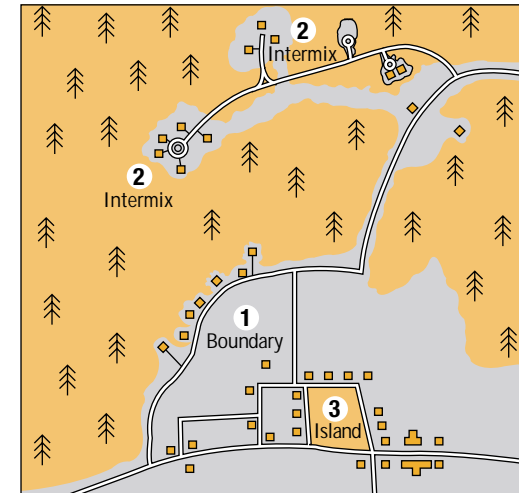 2
Intermix
2
Intermix
1
Boundary
3
Island